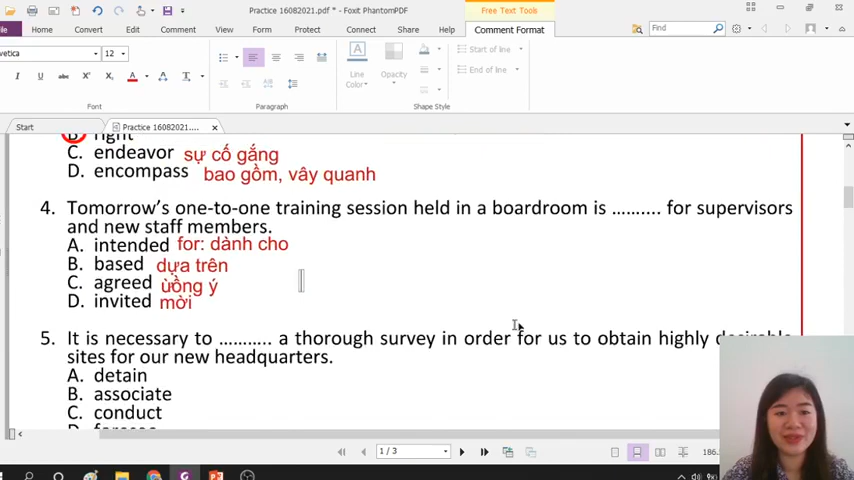 Practice 16082021.pdf * - Foxit PhantomPDF
Free Text Tools
Home Convert Edit Comment View Form Protect Share Connect Help Comment Format
Find
12
Font
Paragraph
Line Color
Opacity
Start of line
End of line
Shape Style
Start
Practice 16082021....
B. right
C. endeavor sự cố gắng
D. encompass bao gồm, vây quanh
4. Tomorrow's one-to-one training session held in a boardroom is .......... for supervisors
and new staff members.
A. intended for: dành cho
B. based dựa trên
C. agreed ừồng ý
D. invited mời
5. It is necessary to ........... a thorough survey in order for us to obtain highly desirable
sites for our new headquarters.
A. detain
B. associate
C. conduct
1 / 3
186.